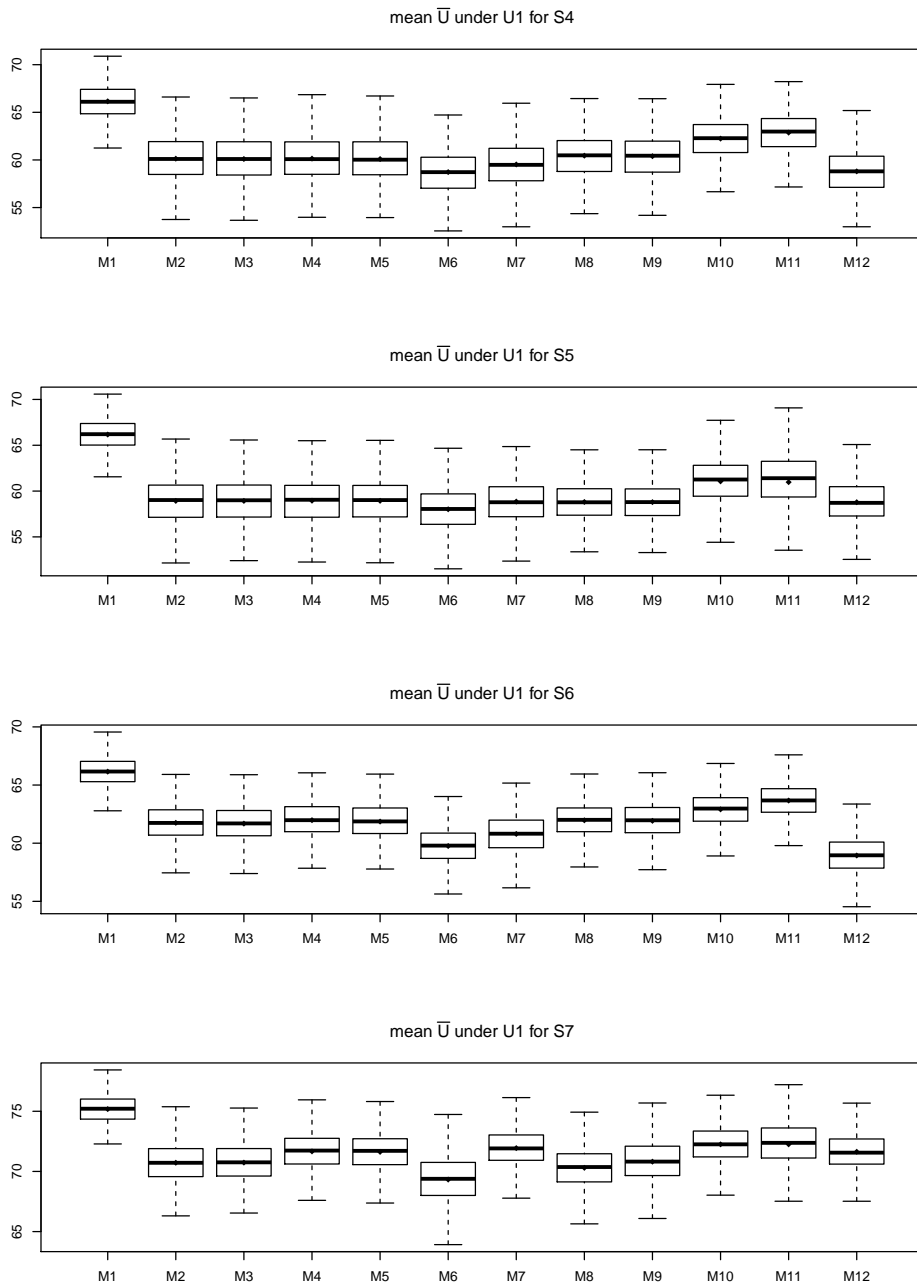 mean U̅ under U1 for S4
70
65
60
55
M1 M2 M3 M4 M5 M6 M7 M8 M9 M10 M11 M12
mean U̅ under U1 for S5
70
65
60
55
M1 M2 M3 M4 M5 M6 M7 M8 M9 M10 M11 M12
mean U̅ under U1 for S6
70
65
60
55
M1 M2 M3 M4 M5 M6 M7 M8 M9 M10 M11 M12
mean U̅ under U1 for S7
75
70
65
M1 M2 M3 M4 M5 M6 M7 M8 M9 M10 M11 M12